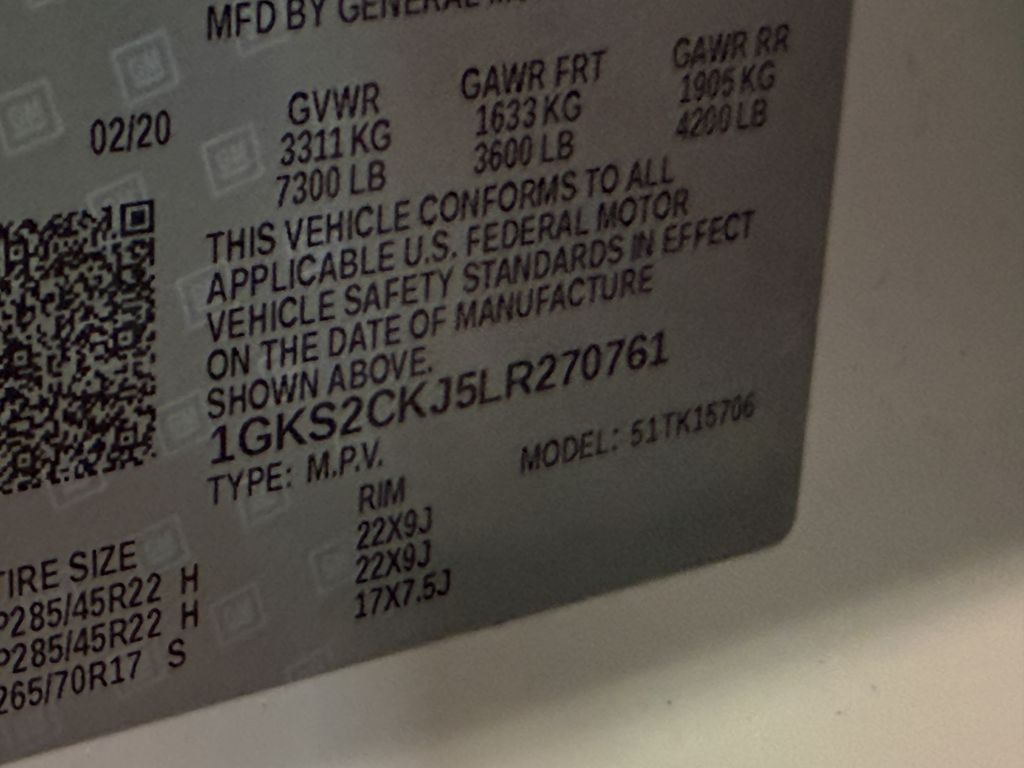 MFD BY GENERAL
02/20 GVWR GAWR FRT GAWR RR
3311 KG 1633 KG 1905 KG
7300 LB 3600 LB 4200 LB
THIS VEHICLE CONFORMS TO ALL
APPLICABLE U.S. FEDERAL MOTOR
VEHICLE SAFETY STANDARDS IN EFFECT
ON THE DATE OF MANUFACTURE
SHOWN ABOVE.
1GKS2CKJ5LR270761
TYPE: M.P.V. MODEL: 51TK15706
TIRE SIZE RIM
P285/45R22 H 22X9J
P285/45R22 H 22X9J
265/70R17 S 17X7.5J